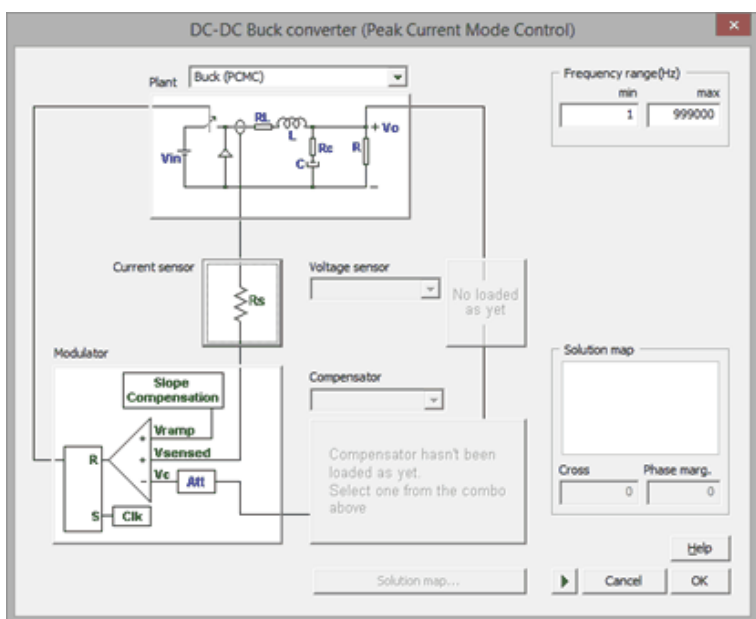 DC-DC Buck converter (Peak Current Mode Control)
Plant
Buck (PCMC)
Frequency range(Hz)
min
max
1
999000
RL
L
+ Vo
Vin
Rc
R
C
-
Current sensor
Rs
Voltage sensor
No loaded
as yet
Modulator
Slope
Compensation
Vramp
+
Vsensed
+
Vc
-
Att
R
S
Clk
Compensator
Compensator hasn't been
loaded as yet.
Select one from the combo
above
Solution map
Cross
Phase marg.
0
0
Help
Solution map...
Cancel
OK